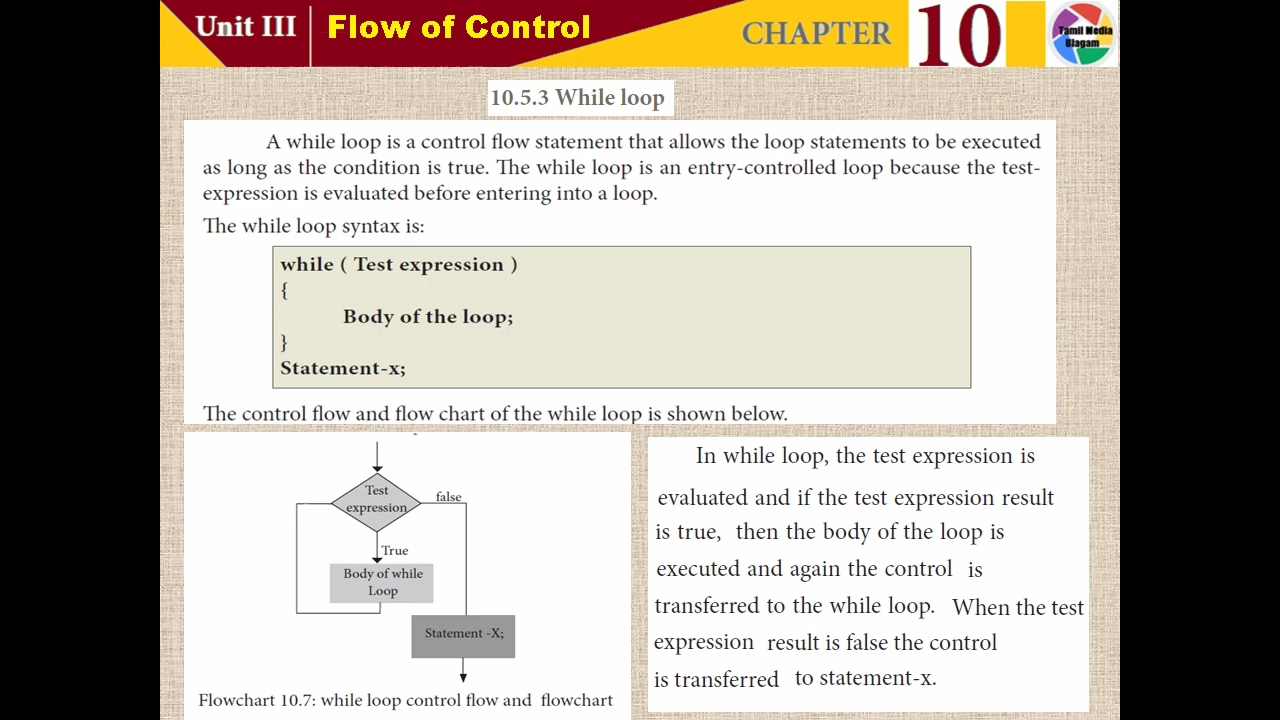 Unit III Flow of Control CHAPTER 10
Tamil Media
Ulagam
10.5.3 While loop
A while loop is a control flow statement that allows the loop statements to be executed
as long as the condition is true. The while loop is an entry-controlled loop because the test-
expression is evaluated before entering into a loop.
The while loop syntax is:
while ( Test expression )
{
Body of the loop;
}
Statement-x;
The control flow and flow chart of the while loop is shown below.
Test
expression
false
True
Body of while
Loop
Statement -X;
Flowchart 10.7: while loop control flow and flowchart
In while loop, the test expression is
evaluated and if the test expression result
is true, then the body of the loop is
executed and again the control is
transferred to the while loop. When the test
expression result is false the control
is transferred to statement-x.